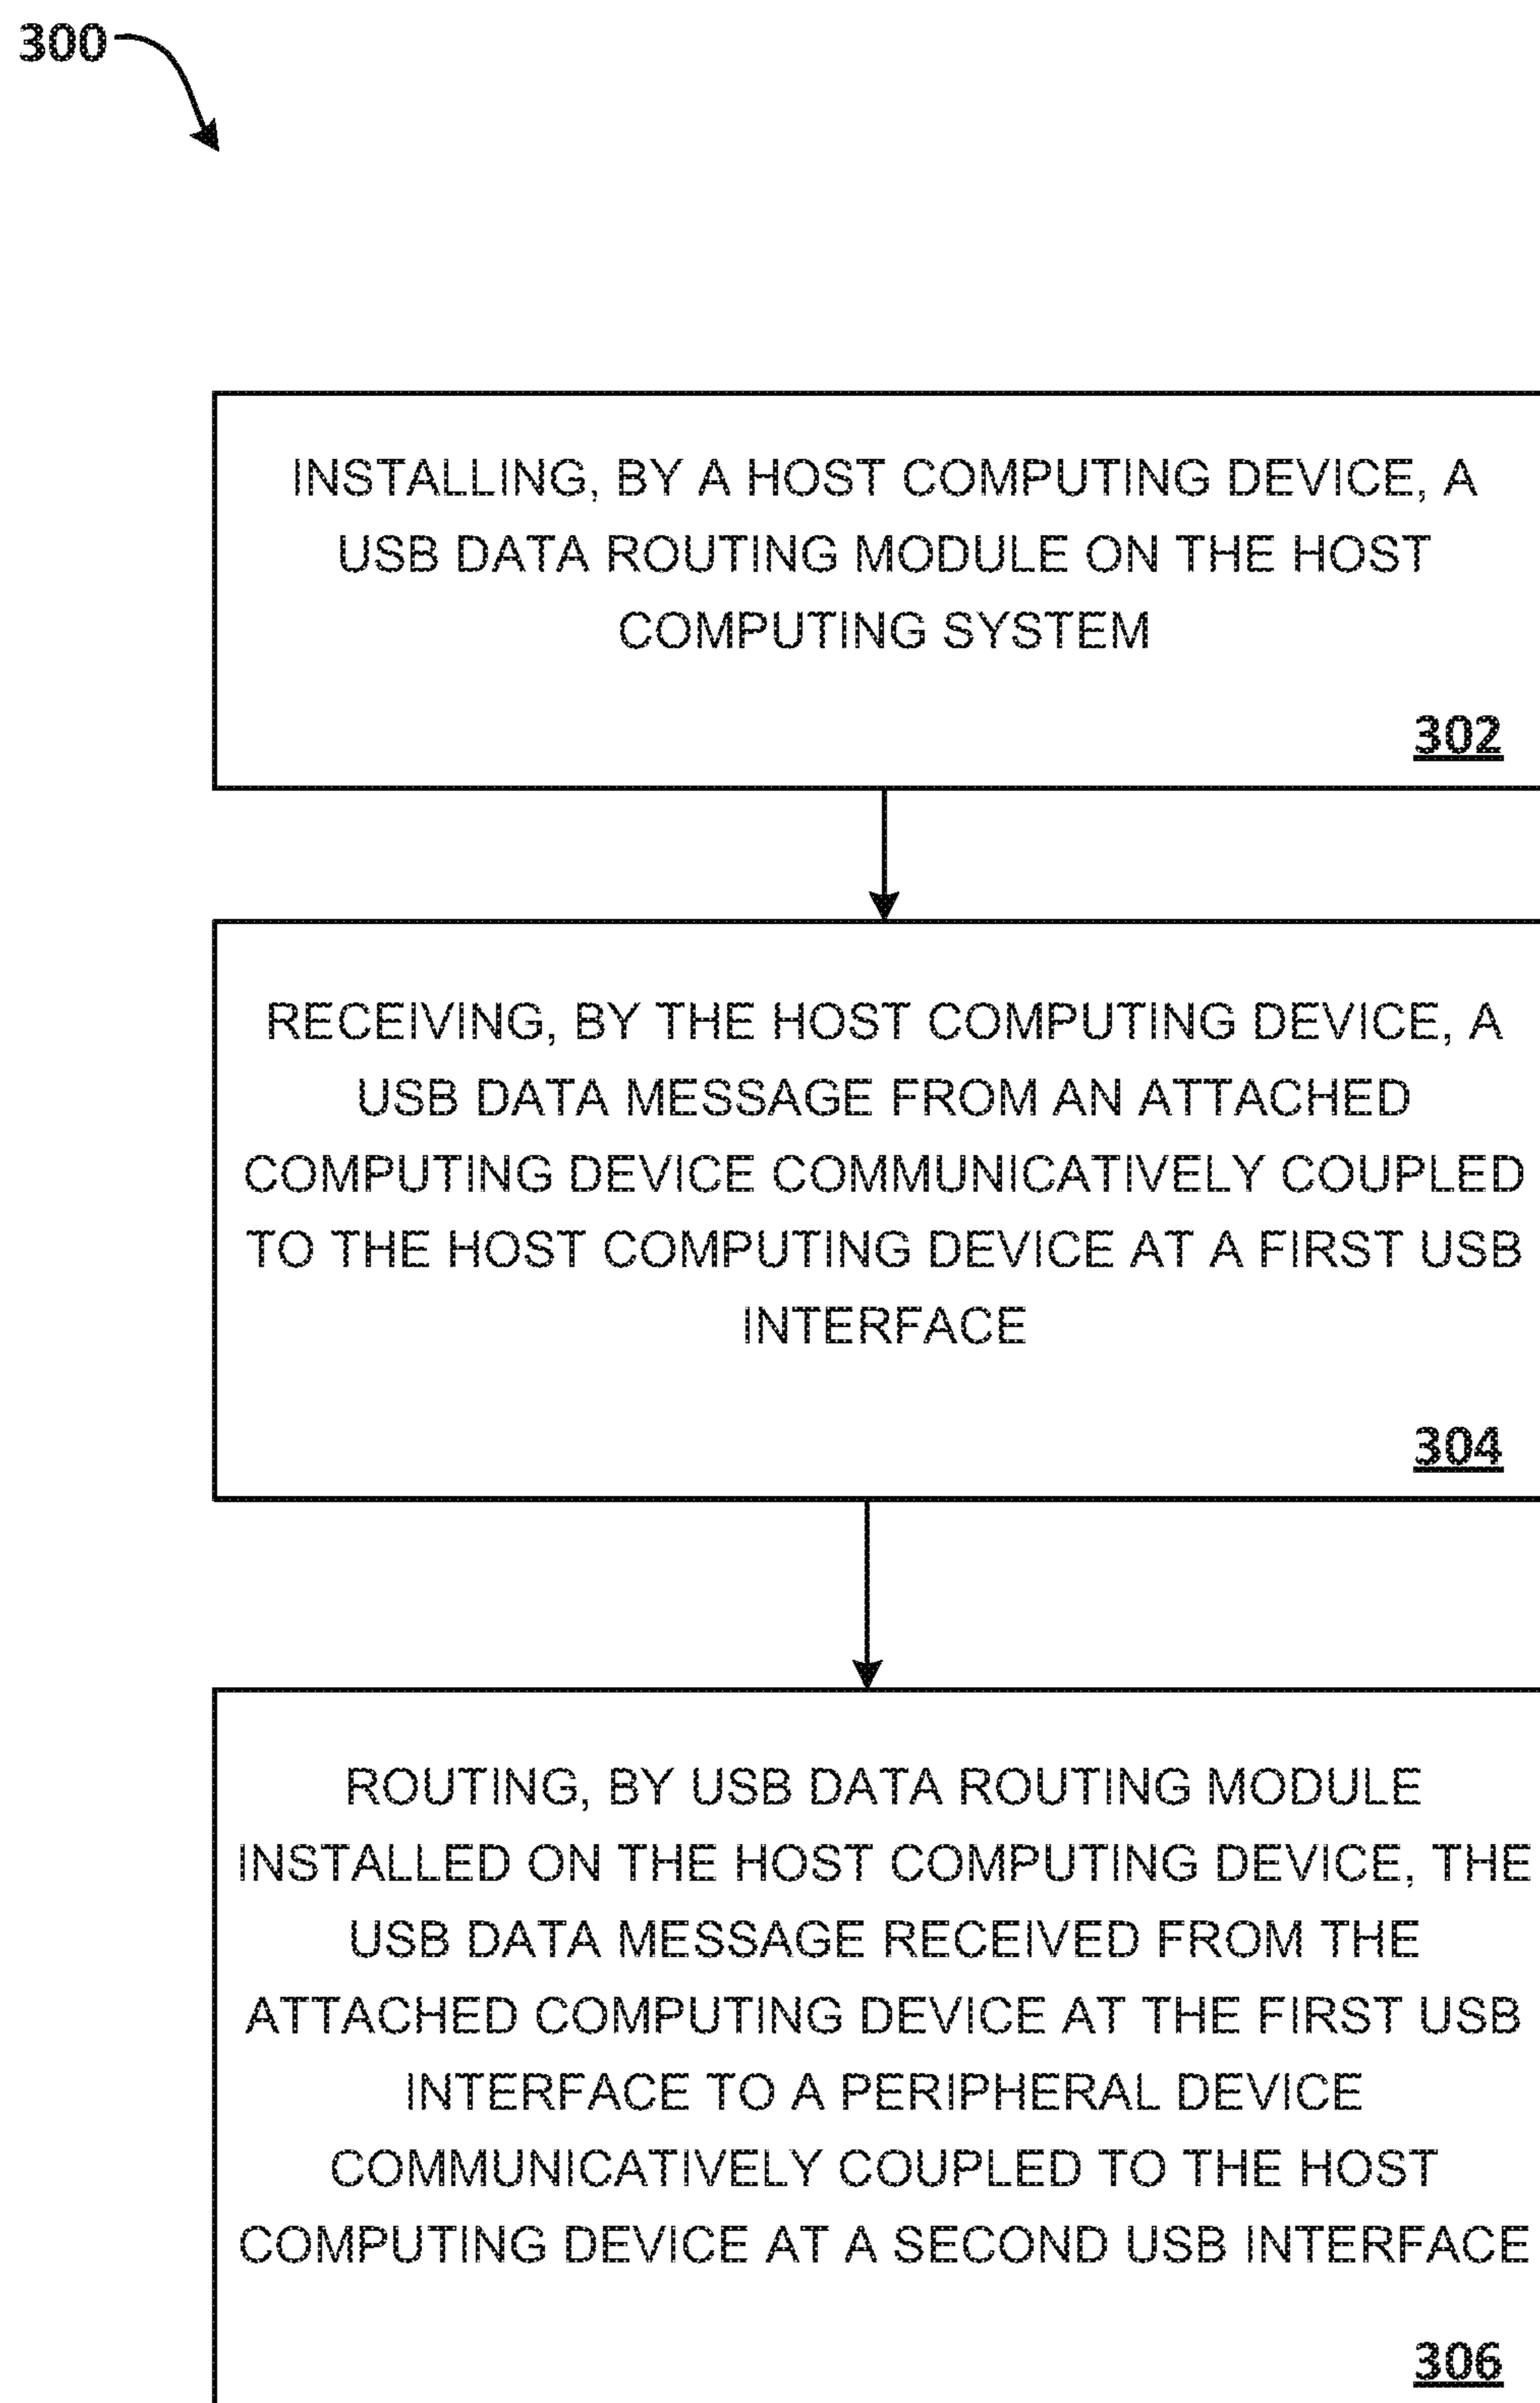 300
INSTALLING, BY A HOST COMPUTING DEVICE, A
USB DATA ROUTING MODULE ON THE HOST
COMPUTING SYSTEM
302
RECEIVING, BY THE HOST COMPUTING DEVICE, A
USB DATA MESSAGE FROM AN ATTACHED
COMPUTING DEVICE COMMUNICATIVELY COUPLED
TO THE HOST COMPUTING DEVICE AT A FIRST USB
INTERFACE
304
ROUTING, BY USB DATA ROUTING MODULE
INSTALLED ON THE HOST COMPUTING DEVICE, THE
USB DATA MESSAGE RECEIVED FROM THE
ATTACHED COMPUTING DEVICE AT THE FIRST USB
INTERFACE TO A PERIPHERAL DEVICE
COMMUNICATIVELY COUPLED TO THE HOST
COMPUTING DEVICE AT A SECOND USB INTERFACE
306